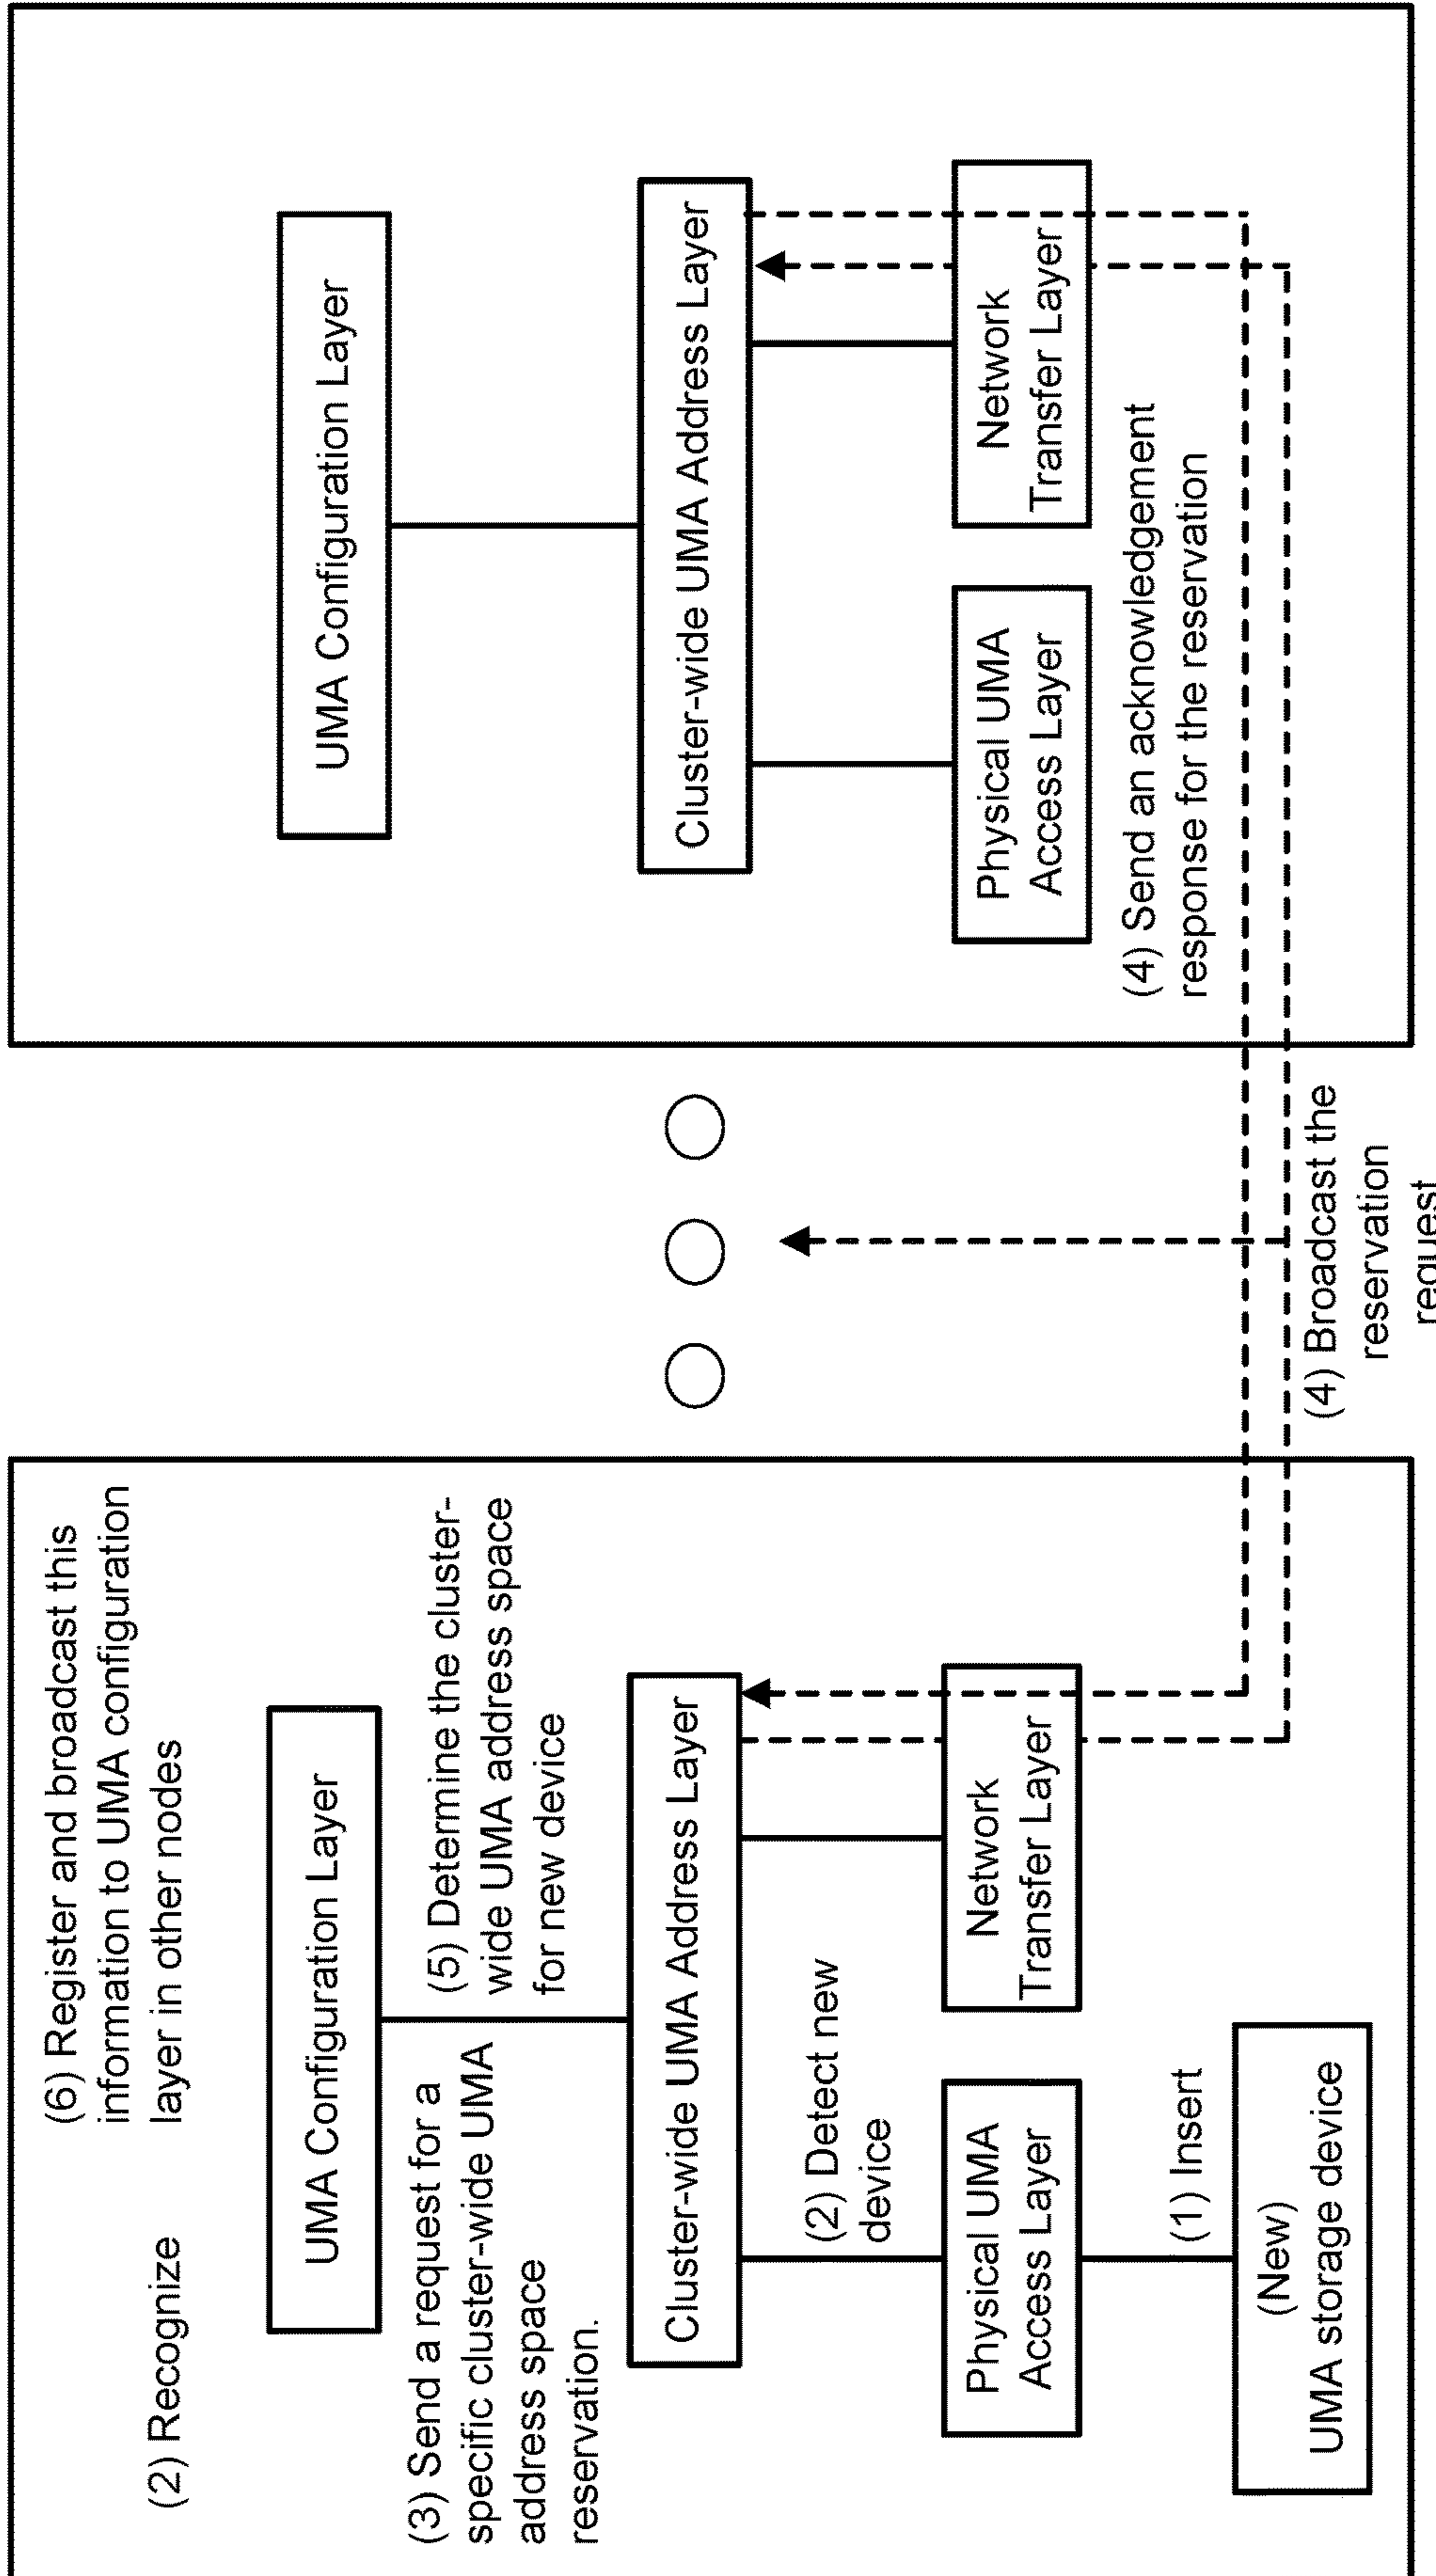 (6) Register and broadcast this
information to UMA configuration
layer in other nodes
(2) Recognize
UMA Configuration Layer
(3) Send a request for a
specific cluster-wide UMA
address space
reservation.
(5) Determine the cluster-
wide UMA address space
for new device
Cluster-wide UMA Address Layer
(2) Detect new
device
Physical UMA
Access Layer
Network
Transfer Layer
(1) Insert
(New)
UMA storage device
(4) Broadcast the
reservation
request
UMA Configuration Layer
Cluster-wide UMA Address Layer
Physical UMA
Access Layer
Network
Transfer Layer
(4) Send an acknowledgement
response for the reservation